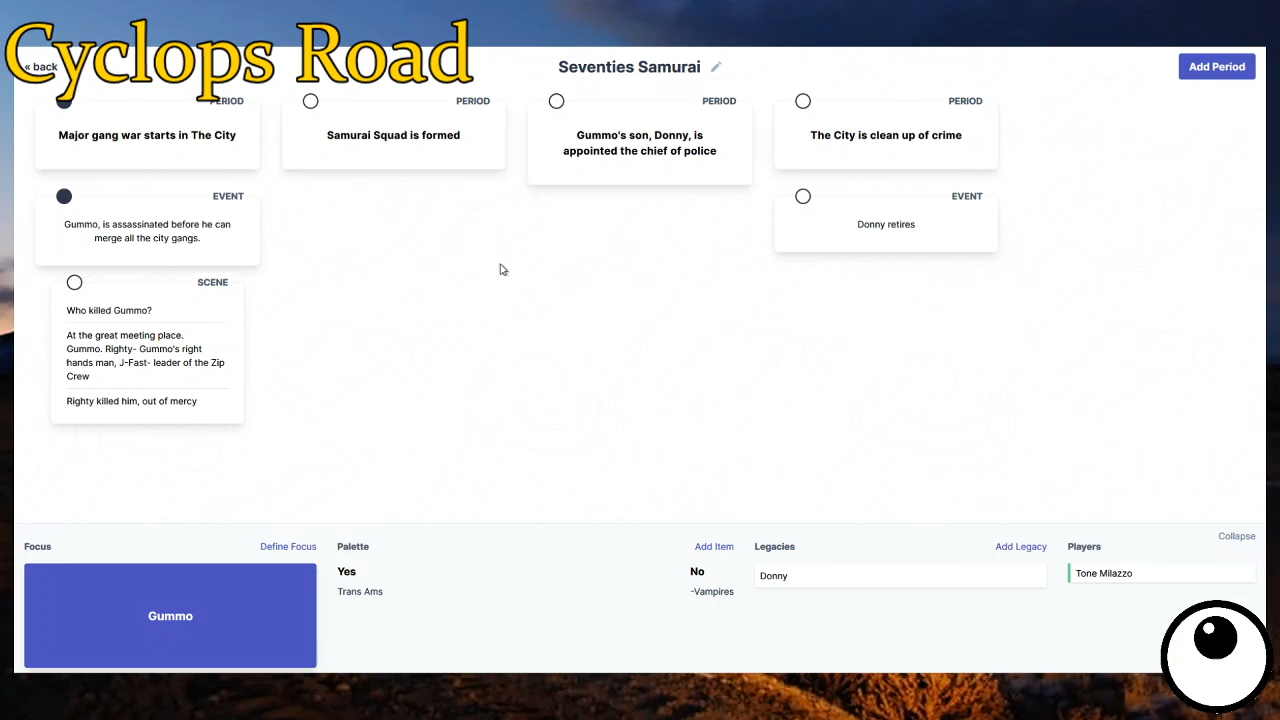 Cyclops Road
« back
Seventies Samurai
Add Period
PERIOD
Major gang war starts in The City
PERIOD
Samurai Squad is formed
PERIOD
Gummo's son, Donny, is
appointed the chief of police
PERIOD
The City is clean up of crime
EVENT
Gummo, is assassinated before he can
merge all the city gangs.
EVENT
Donny retires
SCENE
Who killed Gummo?
At the great meeting place.
Gummo. Righty- Gummo's right
hands man, J-Fast- leader of the Zip
Crew
Righty killed him, out of mercy
Collapse
Focus
Define Focus
Gummo
Palette
Add Item
Yes
No
Trans Ams
-Vampires
Legacies
Add Legacy
Donny
Players
Tone Milazzo